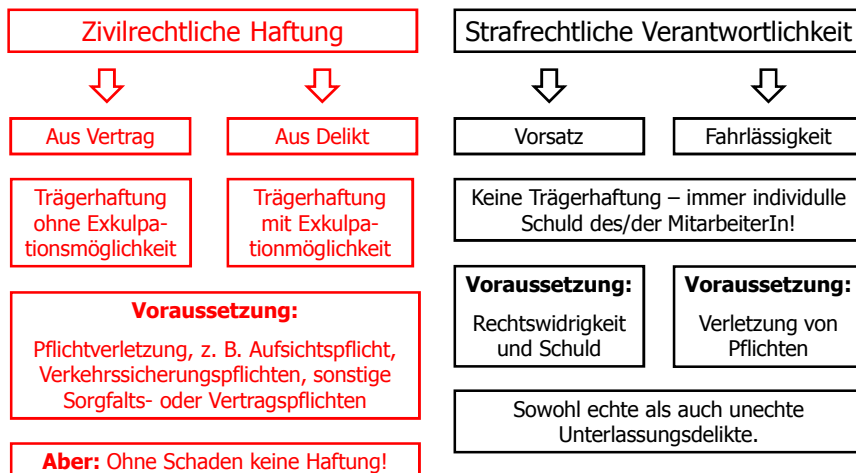 Zivilrechtliche Haftung
Aus Vertrag
Aus Delikt
Trägerhaftung
ohne Exkulpa-
tionsmöglichkeit
Trägerhaftung
mit Exkulpa-
tionmöglichkeit
Voraussetzung:
Pflichtverletzung, z. B. Aufsichtspflicht,
Verkehrssicherungspflichten, sonstige
Sorgfalts- oder Vertragspflichten
Aber: Ohne Schaden keine Haftung!
Strafrechtliche Verantwortlichkeit
Vorsatz
Fahrlässigkeit
Keine Trägerhaftung – immer individulle
Schuld des/der MitarbeiterIn!
Voraussetzung:
Rechtswidrigkeit
und Schuld
Voraussetzung:
Verletzung von
Pflichten
Sowohl echte als auch unechte
Unterlassungsdelikte.